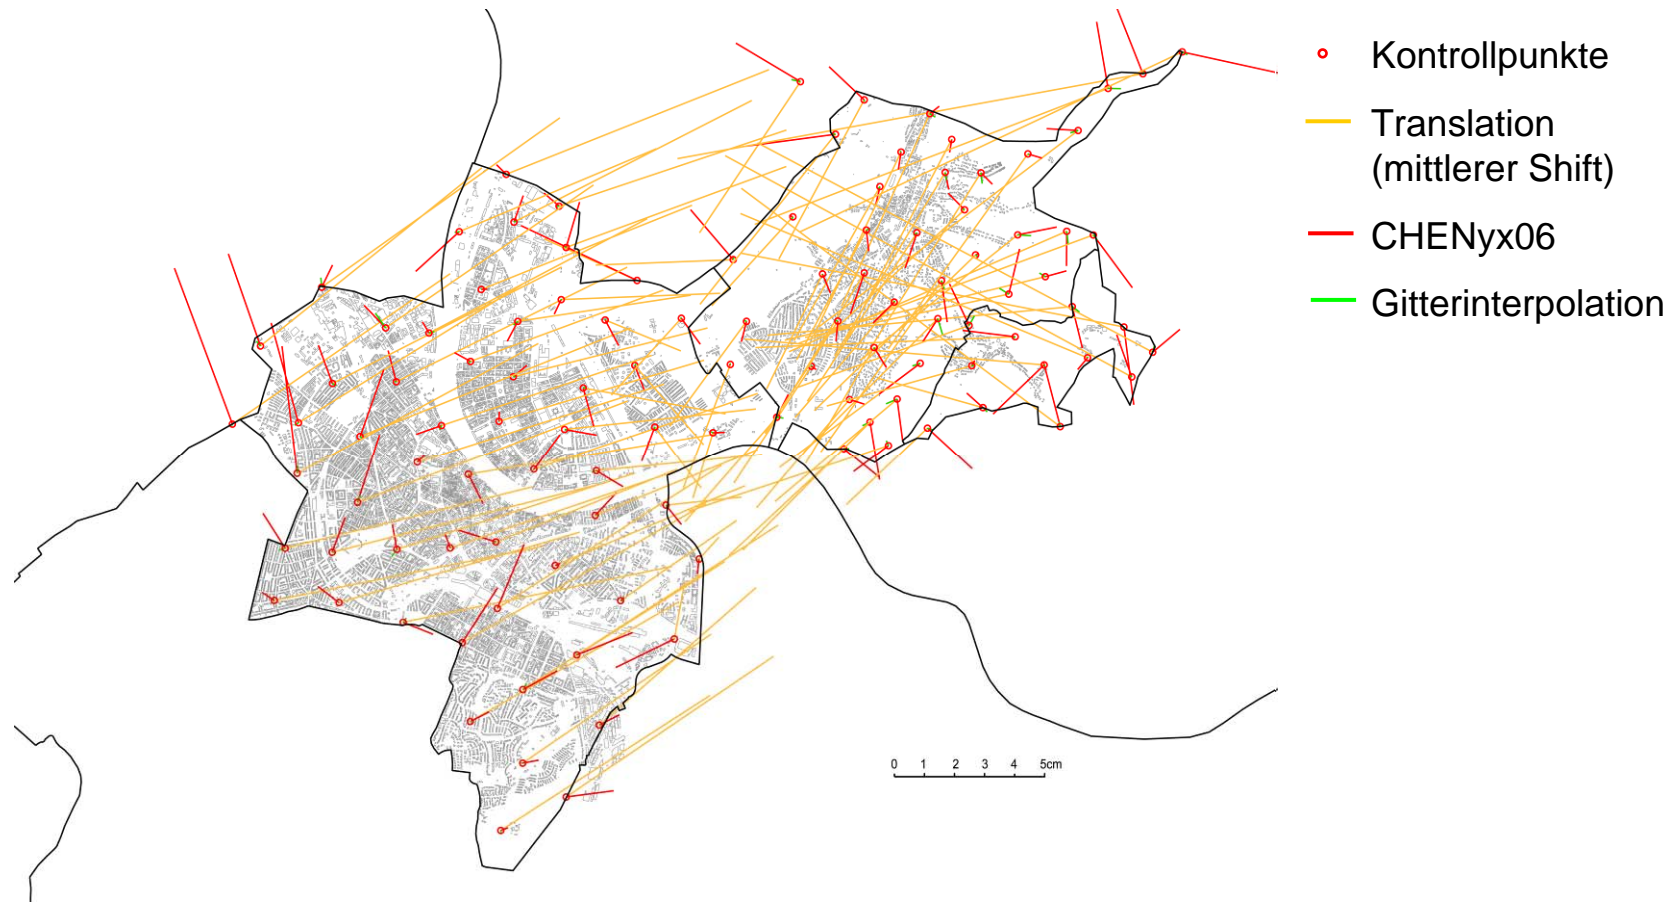 Kontrollpunkte
Translation
(mittlerer Shift)
CHENyx06
Gitterinterpolation
0 1 2 3 4 5cm